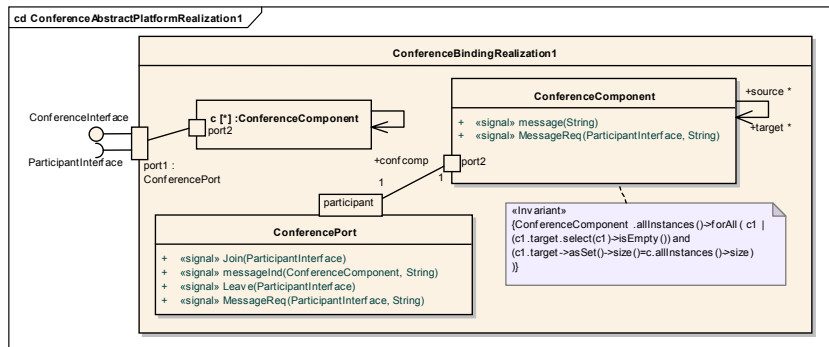 cd ConferenceAbstractPlatformRealization1
ConferenceBindingRealization1
ConferenceInterface
ParticipantInterface
port1 :
ConferencePort
c [*] :ConferenceComponent
port2
ConferenceComponent
+ «signal» message(String)
+ «signal» MessageReq(ParticipantInterface, String)
+source *
+target *
port2
+confcomp
1
1
participant
ConferencePort
+ «signal» Join(ParticipantInterface)
+ «signal» messageInd(ConferenceComponent, String)
+ «signal» Leave(ParticipantInterface)
+ «signal» MessageReq(ParticipantInterface, String)
«Invariant»
{ConferenceComponent .allInstances()->forAll ( c1 |
(c1.target.select(c1)->isEmpty()) and
(c1.target->asSet()->size()=c.allInstances()->size)
)}